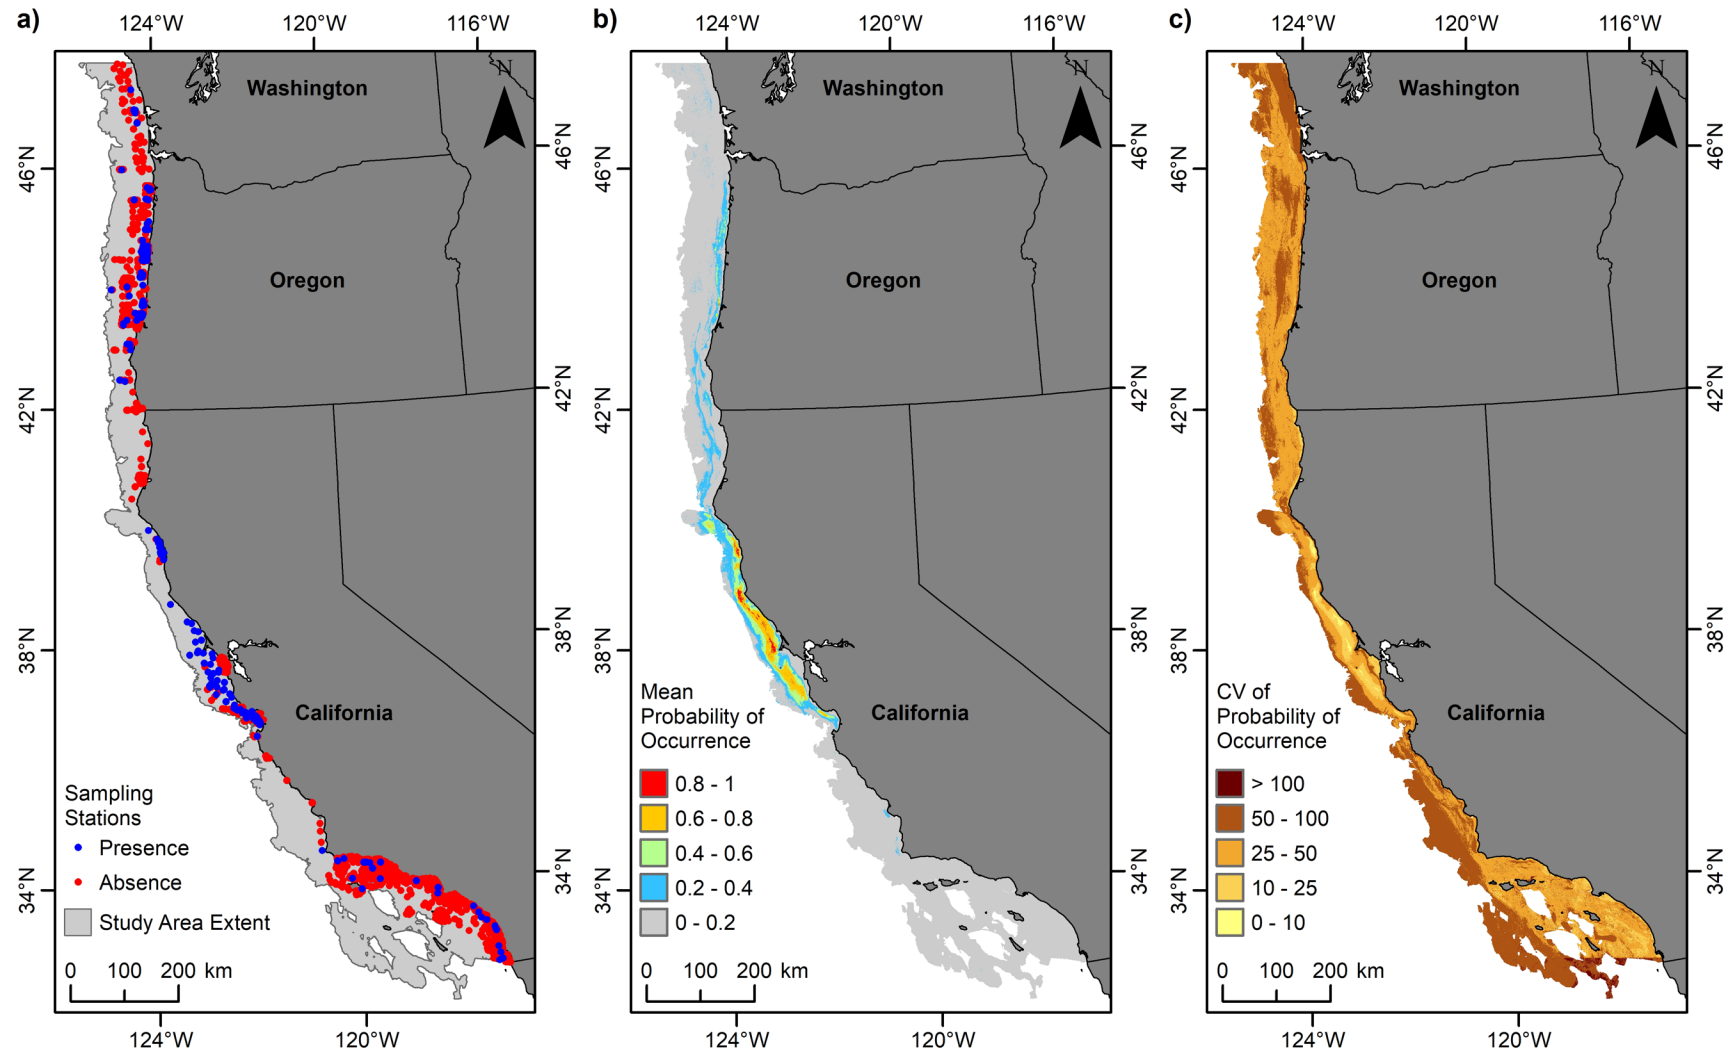 a)
124°W
120°W
116°W
N
Washington
Oregon
California
46°N
42°N
38°N
34°N
46°N
42°N
38°N
34°N
Sampling
Stations
Presence
Absence
Study Area Extent
0 100 200 km
124°W
120°W
b)
124°W
120°W
116°W
N
Washington
Oregon
California
46°N
42°N
38°N
34°N
46°N
42°N
38°N
34°N
Mean
Probability of
Occurrence
0.8 - 1
0.6 - 0.8
0.4 - 0.6
0.2 - 0.4
0 - 0.2
0 100 200 km
124°W
120°W
c)
124°W
120°W
116°W
N
Washington
Oregon
California
46°N
42°N
38°N
34°N
46°N
42°N
38°N
34°N
CV of
Probability of
Occurrence
> 100
50 - 100
25 - 50
10 - 25
0 - 10
0 100 200 km
124°W
120°W